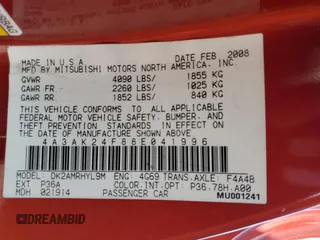 MADE IN U S A DATE FEB 2008
MFD BY MITSUBISHI MOTORS NORTH AMERICA, INC.
GVWR 4090 LBS/ 1855 KG
GAWR FR. 2260 LBS/ 1025 KG
GAWR RR. 1852 LBS/ 840 KG
THIS VEHICLE CONFORMS TO ALL APPLICABLE
FEDERAL MOTOR VEHICLE SAFETY, BUMPER, AND
THEFT PREVENTION STANDARDS IN EFFECT ON
THE DATE OF MANUFACTURE SHOWN ABOVE.
4A3AK24F88E041996
MODEL: DK2AMRHYL9M ENG: 4G69 TRANS.AXLE: F4A4B
EXT P36A COLOR.INT.OPT: P36.78H.A00
MDH 021914 PASSENGER CAR
MU001241
DREAMBID